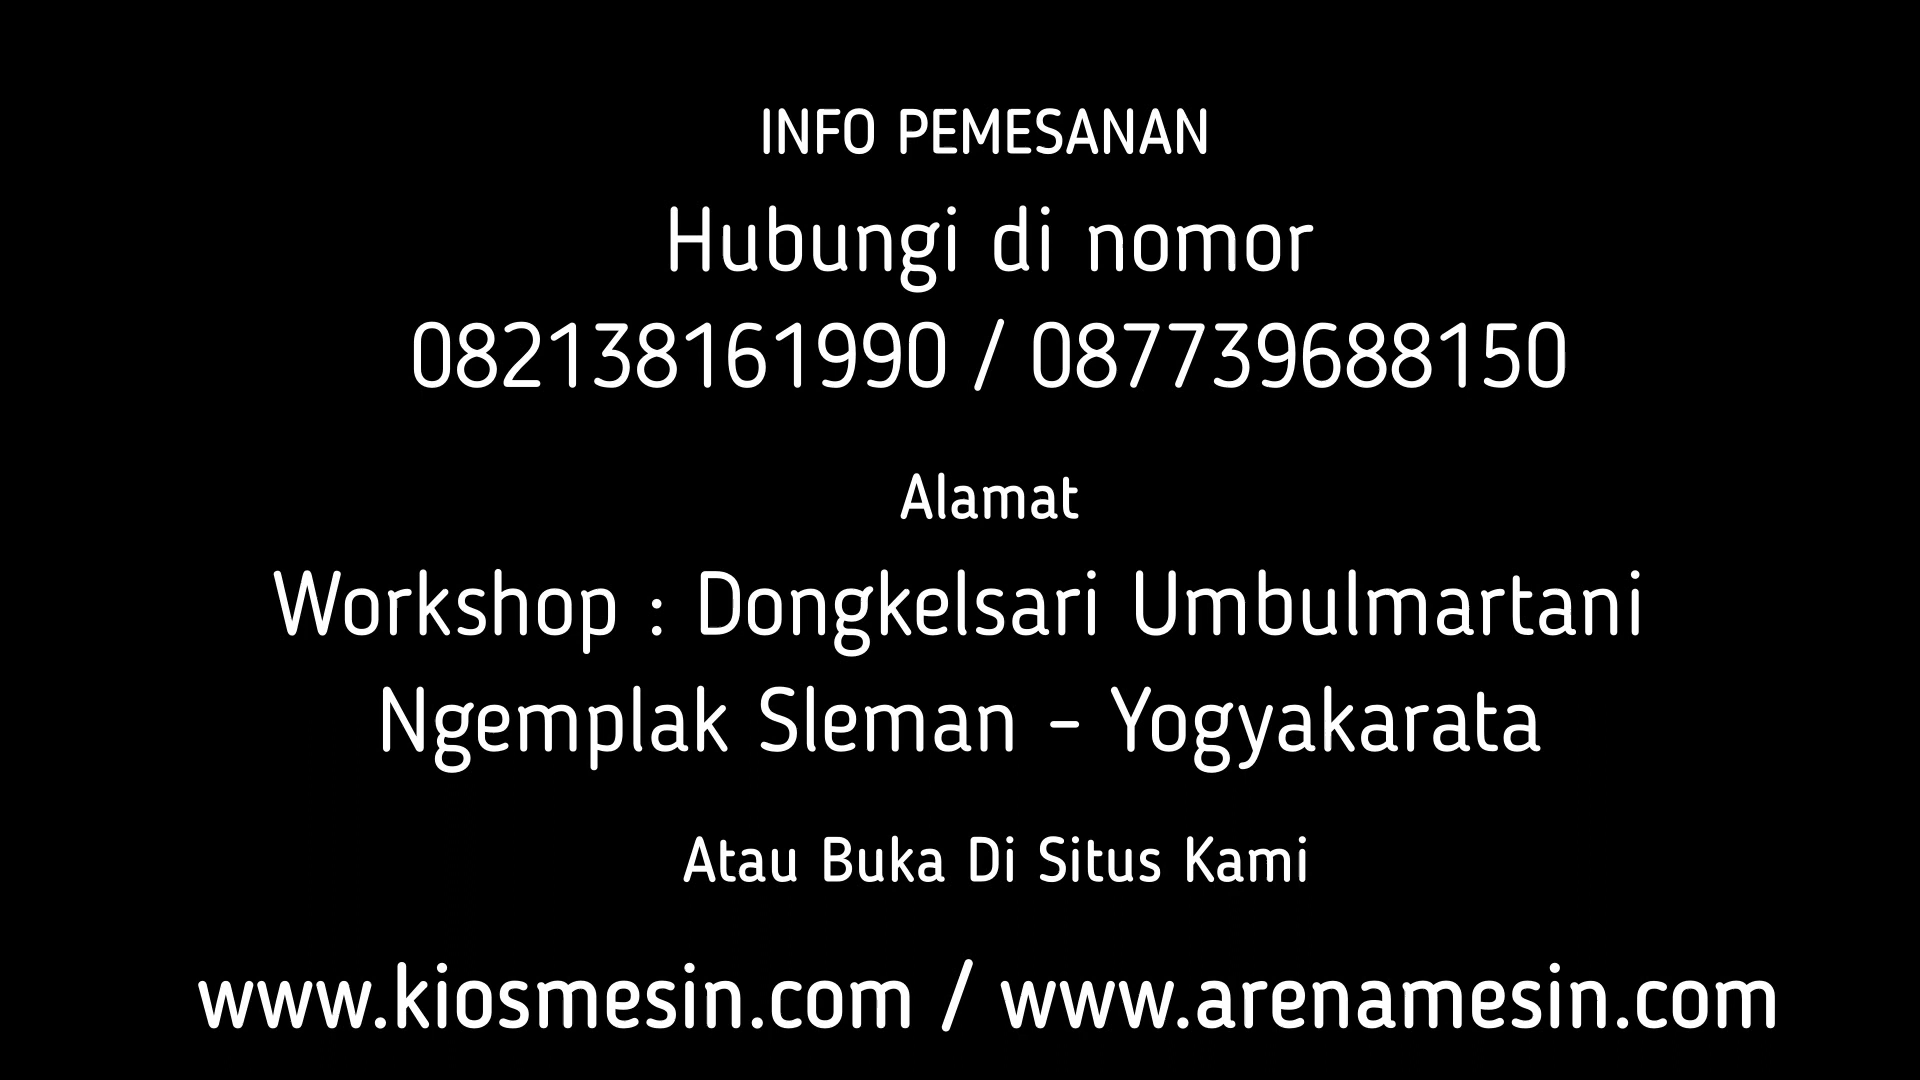 INFO PEMESANAN
Hubungi di nomor
082138161990 / 087739688150
Alamat
Workshop : Dongkelsari Umbulmartani
Ngemplak Sleman - Yogyakarata
Atau Buka Di Situs Kami
www.kiosmesin.com / www.arenamesin.com